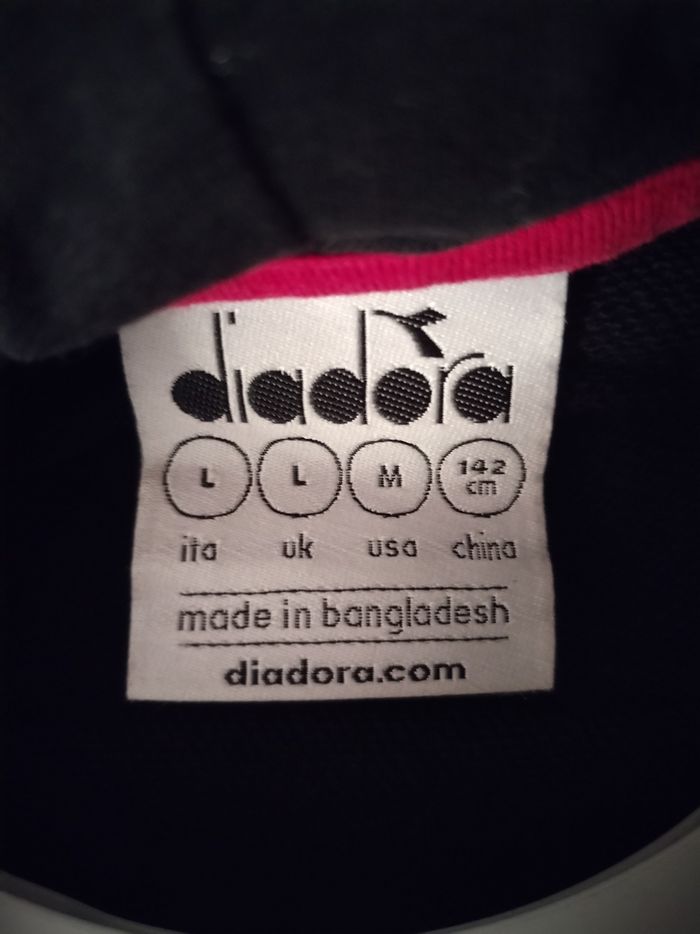 diadora
L L M 142 cm
ita uk usa china
made in bangladesh
diadora.com